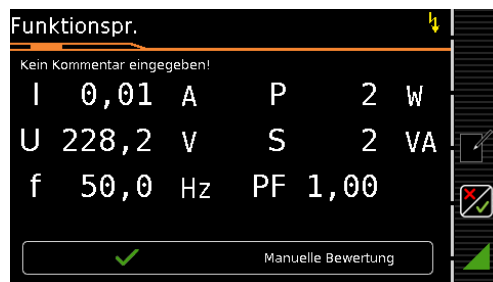 Funktionspr.
Kein Kommentar eingegeben!
I 0,01 A P 2 W
U 228,2 V S 2 VA
f 50,0 Hz PF 1,00
Manuelle Bewertung